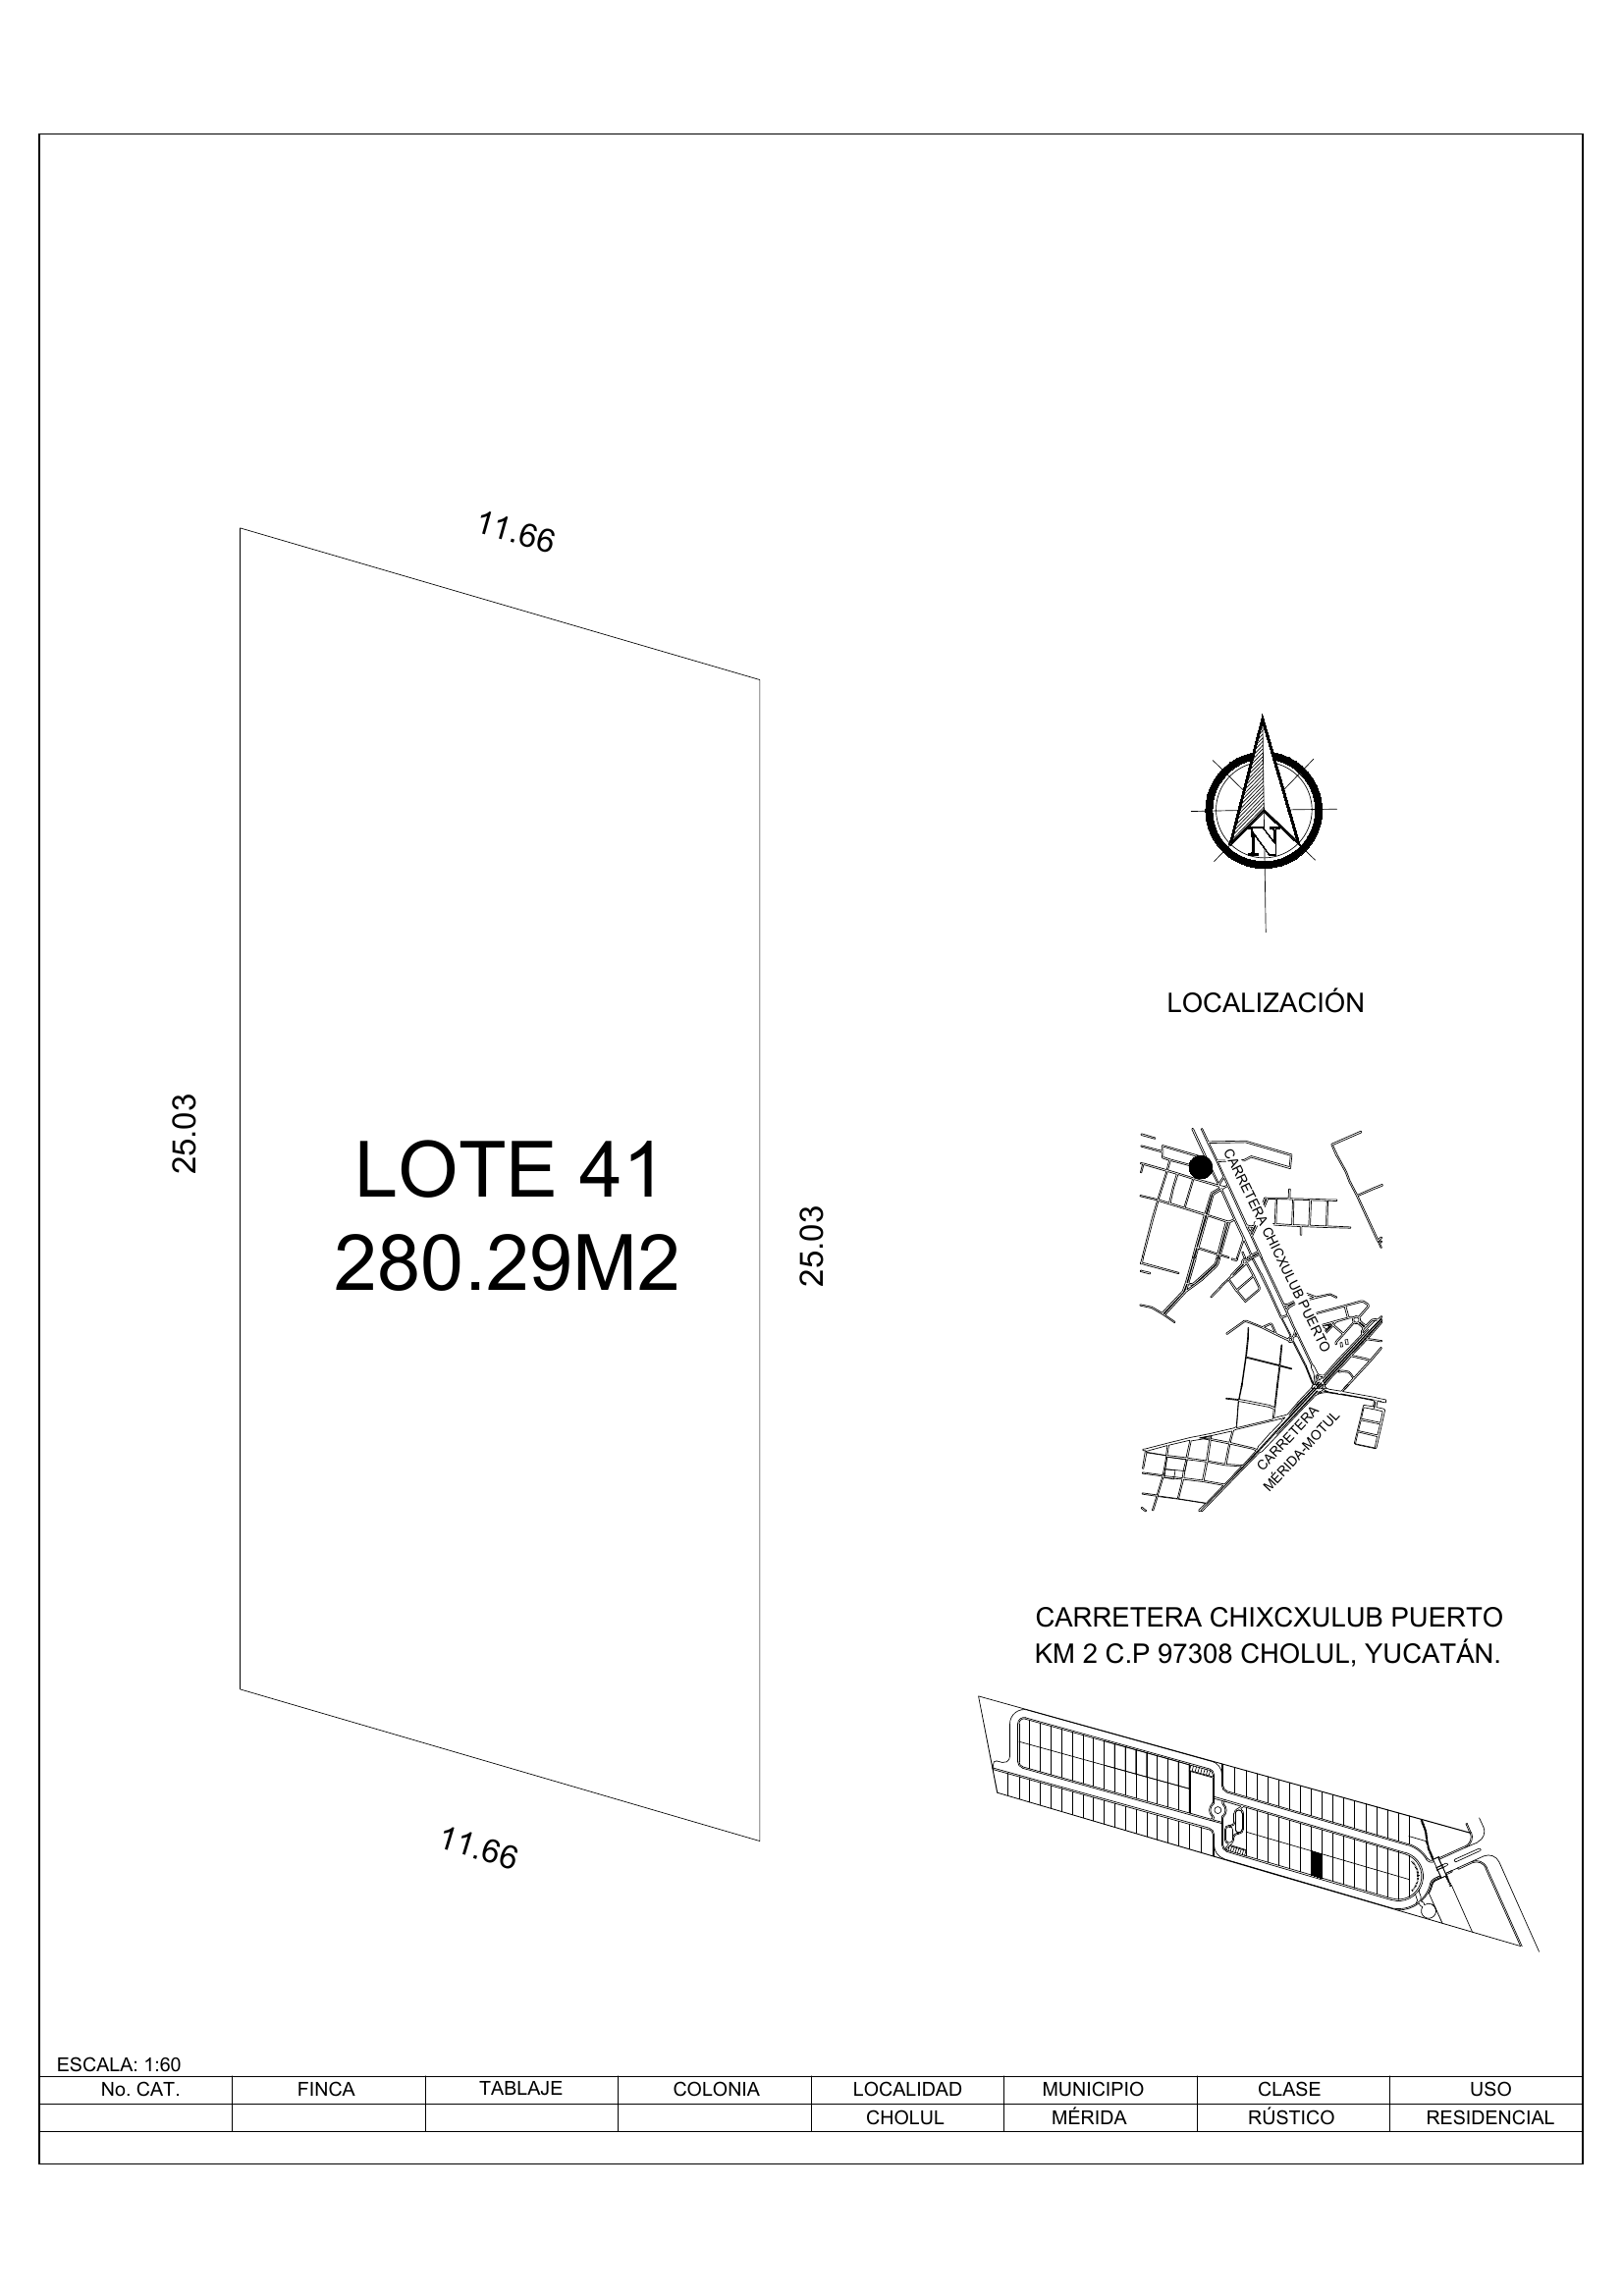 11.66
25.03
LOTE 41
280.29M2
25.03
11.66
N
LOCALIZACIÓN
CARRETERA CHICXULUB PUERTO
CARRETERA
MÉRIDA-MOTUL
CARRETERA CHIXCXULUB PUERTO
KM 2 C.P 97308 CHOLUL, YUCATÁN.
ESCALA: 1:60
No. CAT. FINCA TABLAJE COLONIA LOCALIDAD MUNICIPIO CLASE USO
CHOLUL MÉRIDA RÚSTICO RESIDENCIAL